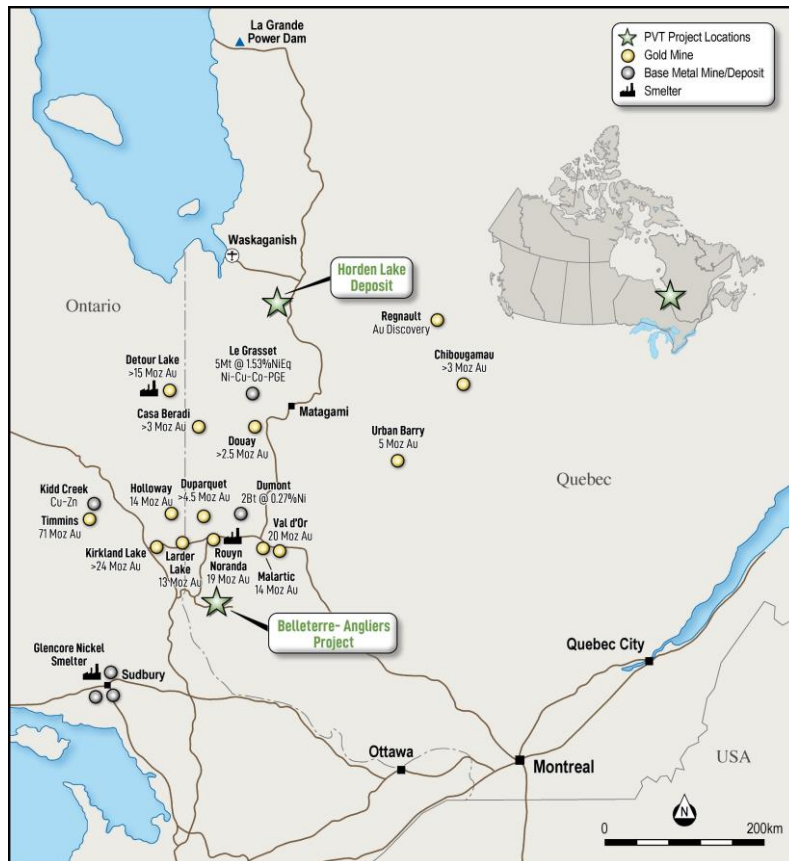 La Grande
Power Dam
PVT Project Locations
Gold Mine
Base Metal Mine/Deposit
Smelter
Waskaganish
Horden Lake
Deposit
Ontario
Regnault
Au Discovery
Chibougamau
>3 Moz Au
Le Grasset
5Mt @ 1.53%NiEq
Ni-Cu-Co-PGE
Detour Lake
>15 Moz Au
Matagami
Casa Beradi
>3 Moz Au
Douay
>2.5 Moz Au
Urban Barry
5 Moz Au
Quebec
Kidd Creek
Cu-Zn
Timmins
71 Moz Au
Holloway
14 Moz Au
Duparquet
>4.5 Moz Au
Dumont
2Bt @ 0.27%Ni
Val d'Or
20 Moz Au
Kirkland Lake
>24 Moz Au
Larder
Lake
13 Moz Au
Rouyn
Noranda
19 Moz Au
Malartic
14 Moz Au
Belleterre- Angliers
Project
Glencore Nickel
Smelter
Sudbury
Quebec City
Ottawa
Montreal
USA
N
0
200km